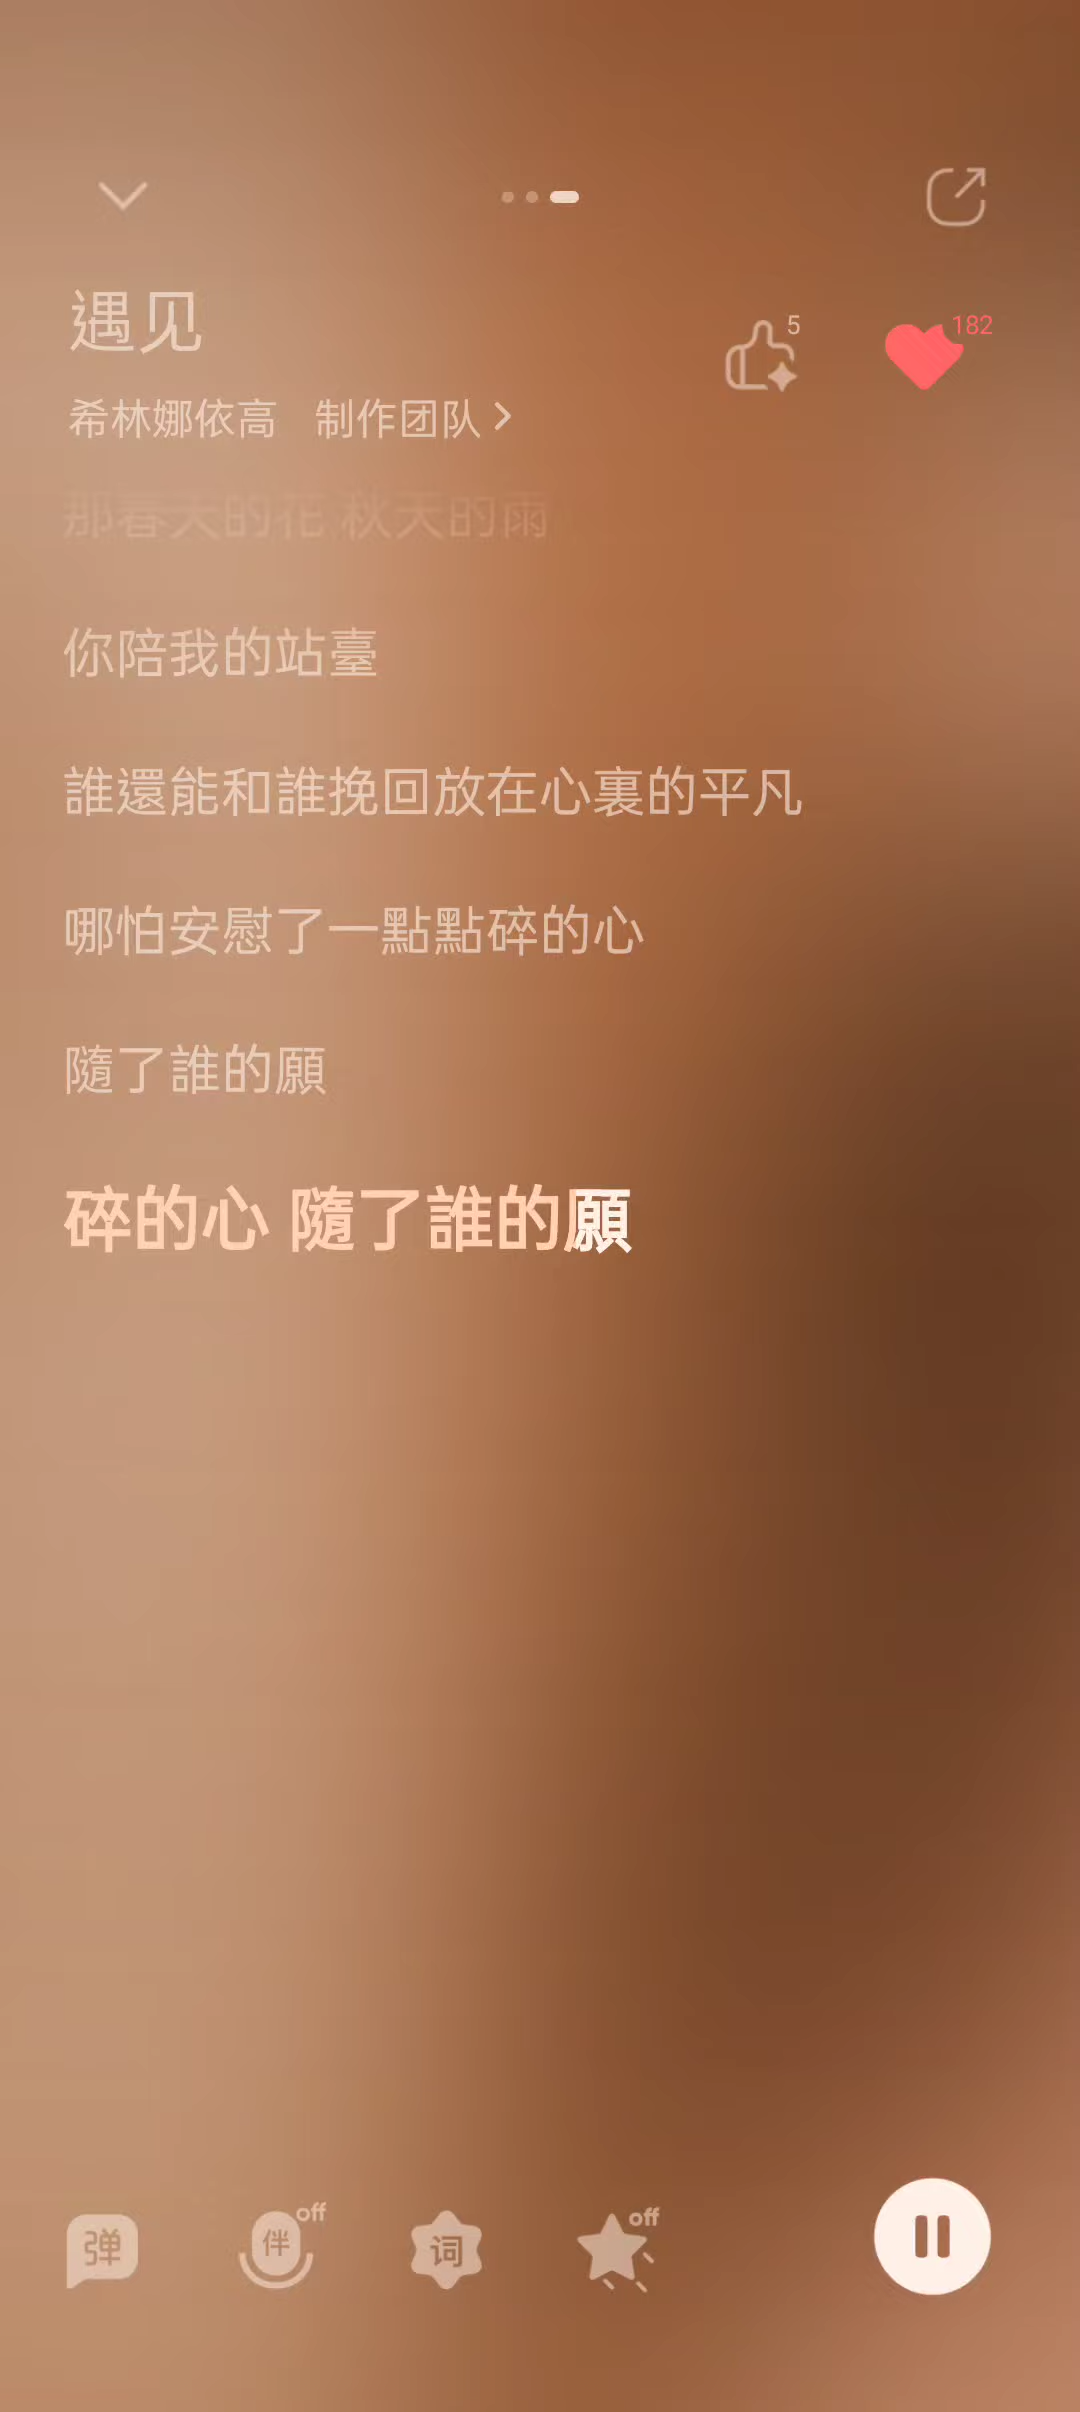 遇见
5
182
希林娜依高 制作团队
那春天的花 秋天的雨
你陪我的站臺
誰還能和誰挽回放在心裏的平凡
哪怕安慰了一點點碎的心
隨了誰的願
碎的心 隨了誰的願
弹
伴 off
词
off